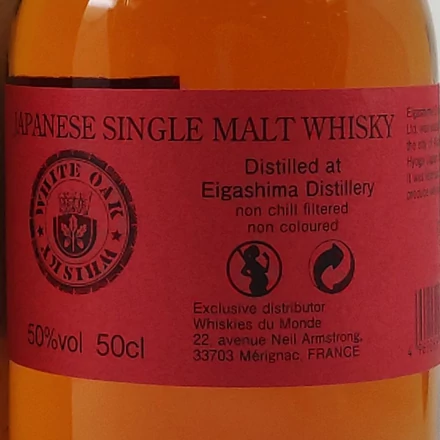 JAPANESE SINGLE MALT WHISKY
WHITE OAK
WHISKY
Distilled at
Eigashima Distillery
non chill filtered
non coloured
50%vol 50cl
Exclusive distributor
Whiskies du Monde
22, avenue Neil Armstrong,
33703 Mérignac, FRANCE